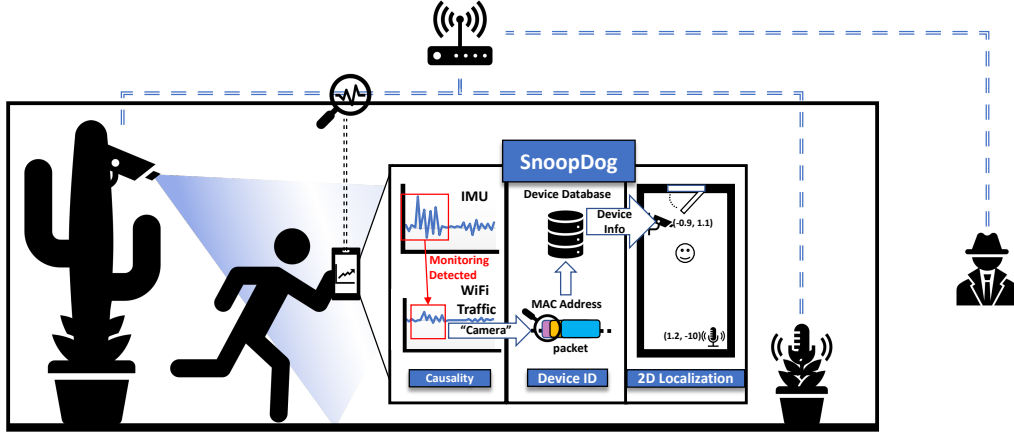 SnoopDog
IMU
Monitoring
Detected
WiFi
Traffic
"Camera"
Causality
Device Database
Device
Info
MAC Address
packet
Device ID
(-0.9, 1.1)
(1.2, -10)
2D Localization